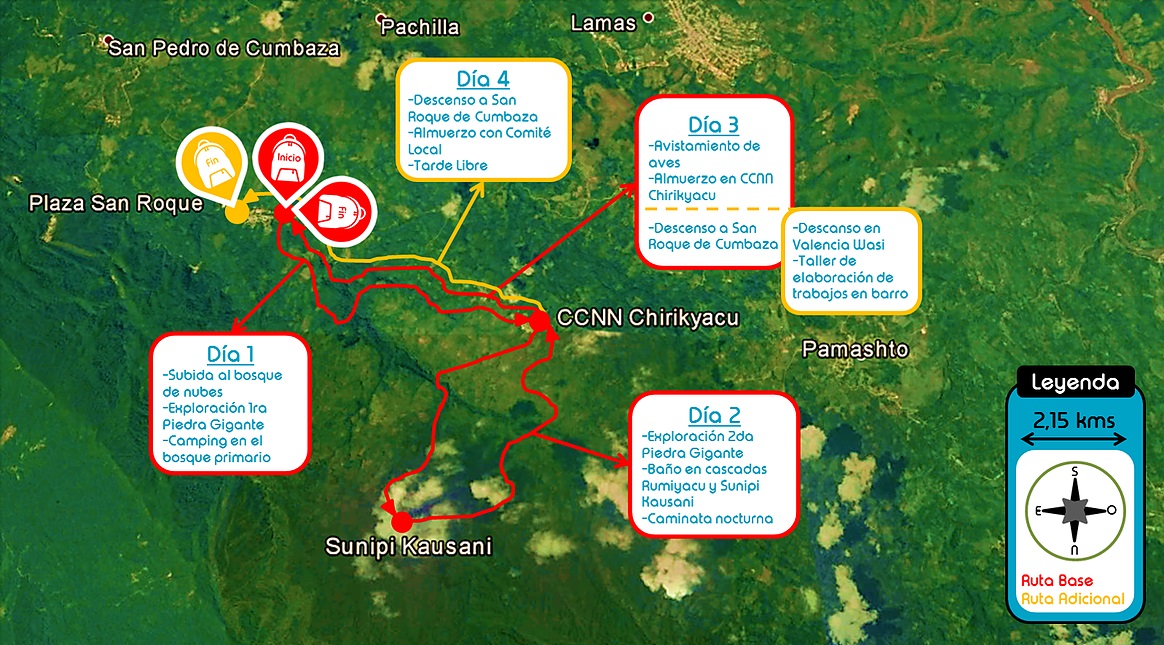 Pachilla
Lamas
San Pedro de Cumbaza
Día 4
-Descenso a San
Roque de Cumbaza
-Almuerzo con Comité
Local
-Tarde Libre
Día 3
-Avistamiento de
aves
-Almuerzo en CCNN
Chirikyacu
-Descenso a San
Roque de Cumbaza
-Descanso en
Valencia Wasi
-Taller de
elaboración de
trabajos en barro
Fin
Inicio
Fin
Plaza San Roque
CCNN Chirikyacu
Pamashto
Día 1
-Subida al bosque
de nubes
-Exploración 1ra
Piedra Gigante
-Camping en el
bosque primario
Día 2
-Exploración 2da
Piedra Gigante
-Baño en cascadas
Rumiyacu y Sunipi
Kausani
-Caminata nocturna
Sunipi Kausani
Leyenda
2,15 kms
S
E
O
N
Ruta Base
Ruta Adicional